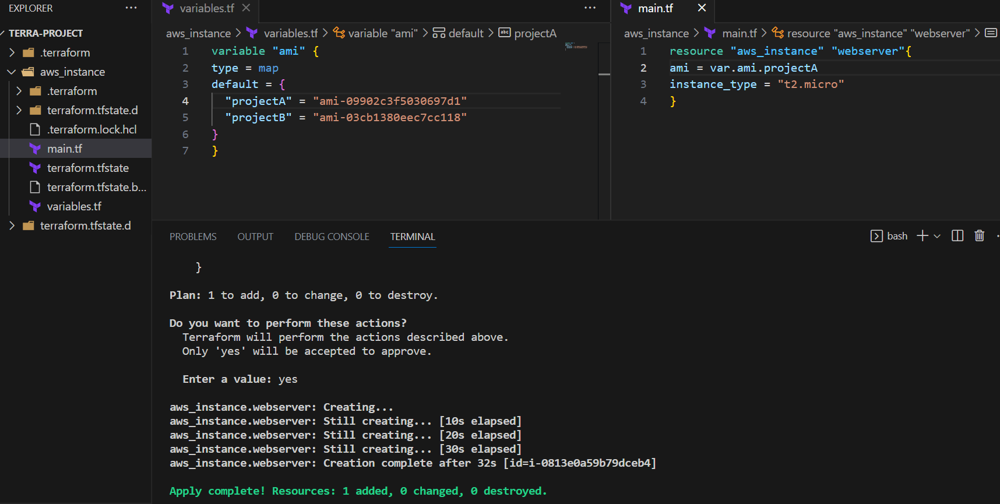 EXPLORER
···
TERRA-PROJECT
.terraform
aws_instance
.terraform
terraform.tfstate.d
.terraform.lock.hcl
main.tf
terraform.tfstate
terraform.tfstate.b...
variables.tf
terraform.tfstate.d
variables.tf
···
aws_instance > variables.tf > variable "ami" > default > abc projectA
1 variable "ami" {
2 type = map
3 default = {
4   "projectA" = "ami-09902c3f5030697d1"
5   "projectB" = "ami-03cb1380eec7cc118"
6 }
7 }
main.tf
aws_instance > main.tf > resource "aws_instance" "webserver" >
1 resource "aws_instance" "webserver"{
2 ami = var.ami.projectA
3 instance_type = "t2.micro"
4 }
PROBLEMS OUTPUT DEBUG CONSOLE TERMINAL
bash
}
Plan: 1 to add, 0 to change, 0 to destroy.
Do you want to perform these actions?
Terraform will perform the actions described above.
Only 'yes' will be accepted to approve.
Enter a value: yes
aws_instance.webserver: Creating...
aws_instance.webserver: Still creating... [10s elapsed]
aws_instance.webserver: Still creating... [20s elapsed]
aws_instance.webserver: Still creating... [30s elapsed]
aws_instance.webserver: Creation complete after 32s [id=i-0813e0a59b79dceb4]
Apply complete! Resources: 1 added, 0 changed, 0 destroyed.